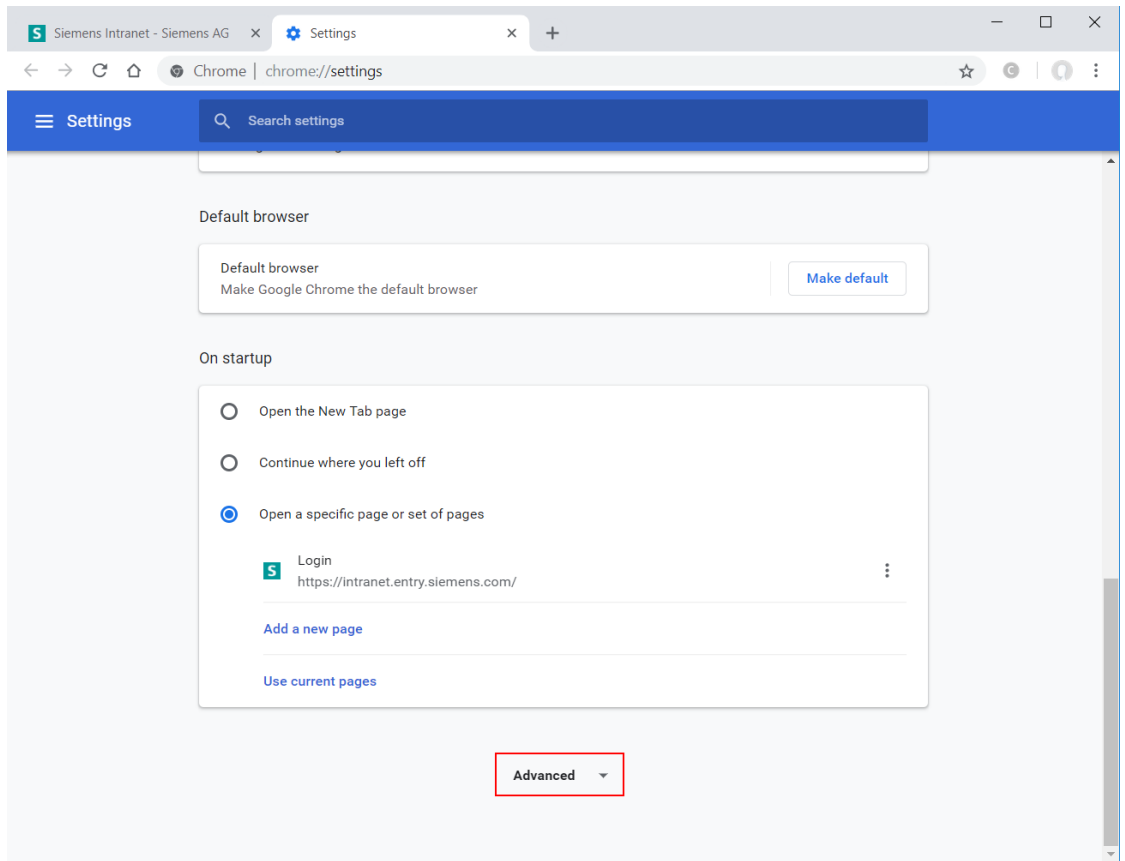 S Siemens Intranet - Siemens AG
Settings
Chrome | chrome://settings
Settings
Search settings
Default browser
Default browser
Make Google Chrome the default browser
Make default
On startup
Open the New Tab page
Continue where you left off
Open a specific page or set of pages
S
Login
https://intranet.entry.siemens.com/
Add a new page
Use current pages
Advanced